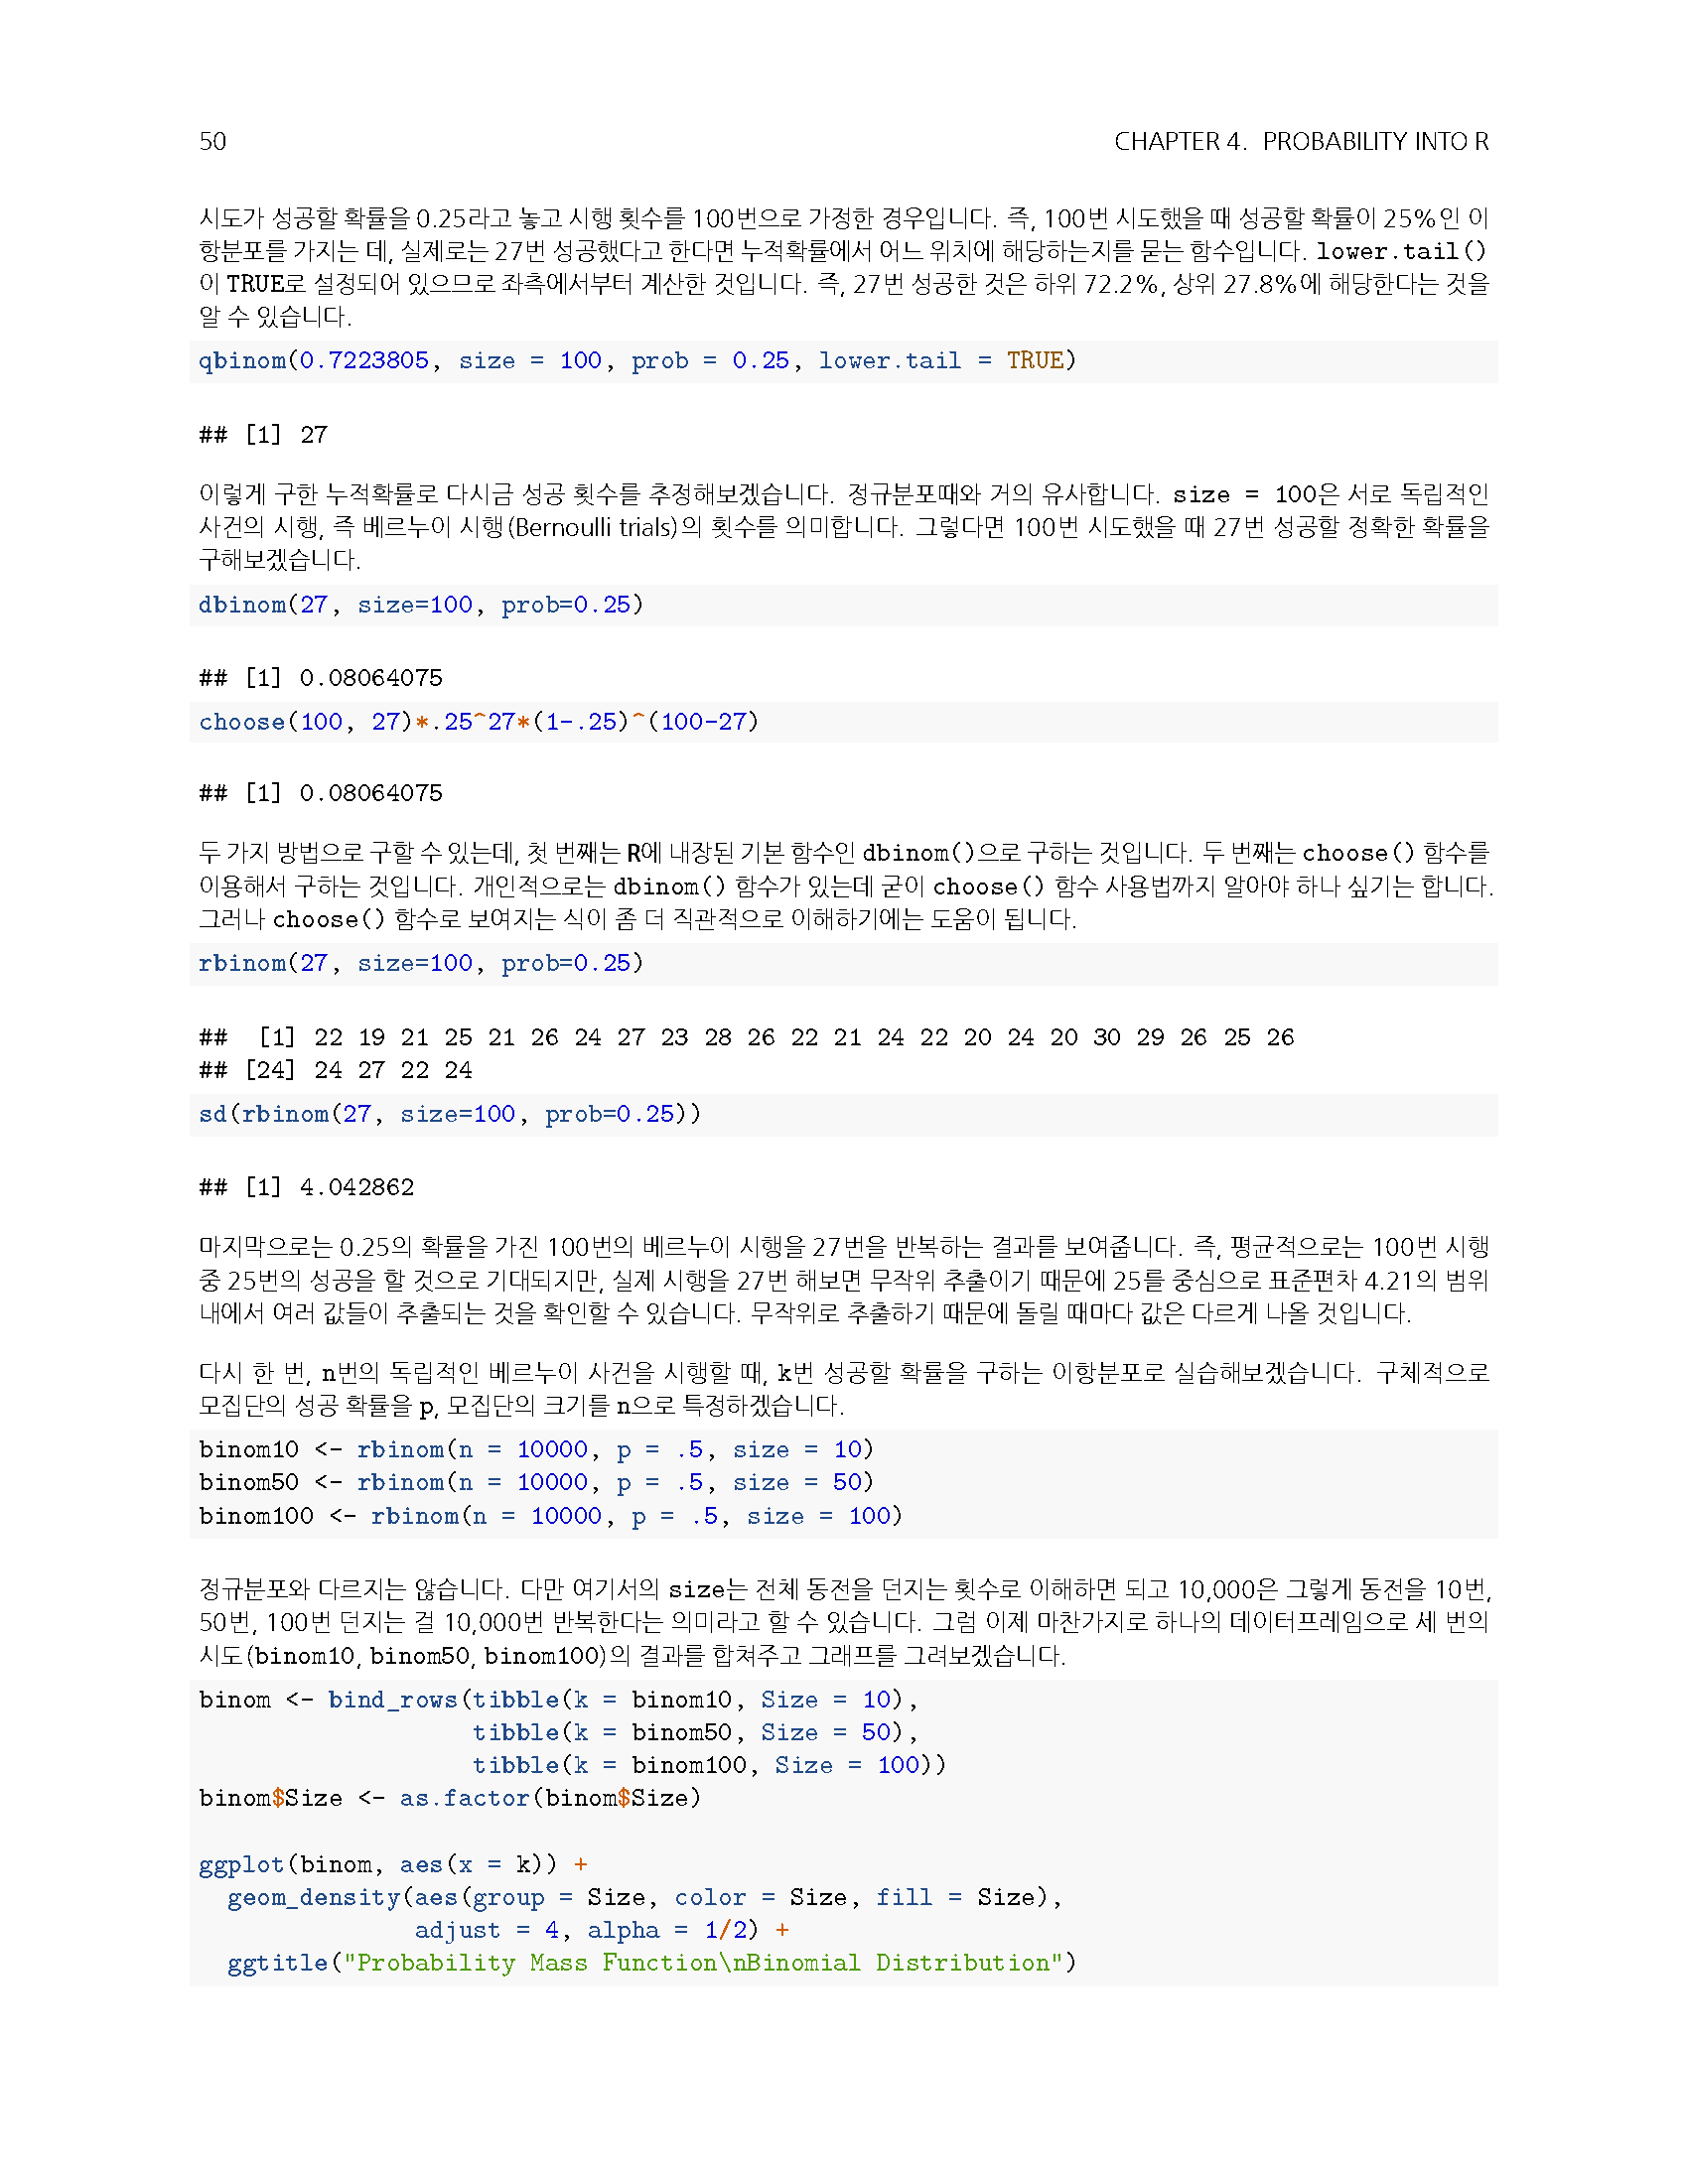 50
CHAPTER 4. PROBABILITY INTO R
시도가 성공할 확률을 0.25라고 놓고 시행 횟수를 100번으로 가정한 경우입니다. 즉, 100번 시도했을 때 성공할 확률이 25%인 이
항분포를 가지는 데, 실제로는 27번 성공했다고 한다면 누적확률에서 어느 위치에 해당하는지를 묻는 함수입니다. lower.tail()
이 TRUE로 설정되어 있으므로 좌측에서부터 계산한 것입니다. 즉, 27번 성공한 것은 하위 72.2%, 상위 27.8%에 해당한다는 것을
알 수 있습니다.
qbinom(0.7223805, size = 100, prob = 0.25, lower.tail = TRUE)
## [1] 27
이렇게 구한 누적확률로 다시금 성공 횟수를 추정해보겠습니다. 정규분포때와 거의 유사합니다. size = 100은 서로 독립적인
사건의 시행, 즉 베르누이 시행(Bernoulli trials)의 횟수를 의미합니다. 그렇다면 100번 시도했을 때 27번 성공할 정확한 확률을
구해보겠습니다.
dbinom(27, size=100, prob=0.25)
## [1] 0.08064075
choose(100, 27)*.25^27*(1-.25)^(100-27)
## [1] 0.08064075
두 가지 방법으로 구할 수 있는데, 첫 번째는 R에 내장된 기본 함수인 dbinom()으로 구하는 것입니다. 두 번째는 choose() 함수를
이용해서 구하는 것입니다. 개인적으로는 dbinom() 함수가 있는데 굳이 choose() 함수 사용법까지 알아야 하나 싶기는 합니다.
그러나 choose() 함수로 보여지는 식이 좀 더 직관적으로 이해하기에는 도움이 됩니다.
rbinom(27, size=100, prob=0.25)
##  [1] 22 19 21 25 21 26 24 27 23 28 26 22 21 24 22 20 24 20 30 29 26 25 26
## [24] 24 27 22 24
sd(rbinom(27, size=100, prob=0.25))
## [1] 4.042862
마지막으로는 0.25의 확률을 가진 100번의 베르누이 시행을 27번을 반복하는 결과를 보여줍니다. 즉, 평균적으로는 100번 시행
중 25번의 성공을 할 것으로 기대되지만, 실제 시행을 27번 해보면 무작위 추출이기 때문에 25를 중심으로 표준편차 4.21의 범위
내에서 여러 값들이 추출되는 것을 확인할 수 있습니다. 무작위로 추출하기 때문에 돌릴 때마다 값은 다르게 나올 것입니다.
다시 한 번, n번의 독립적인 베르누이 사건을 시행할 때, k번 성공할 확률을 구하는 이항분포로 실습해보겠습니다. 구체적으로
모집단의 성공 확률을 p, 모집단의 크기를 n으로 특정하겠습니다.
binom10 <- rbinom(n = 10000, p = .5, size = 10)
binom50 <- rbinom(n = 10000, p = .5, size = 50)
binom100 <- rbinom(n = 10000, p = .5, size = 100)
정규분포와 다르지는 않습니다. 다만 여기서의 size는 전체 동전을 던지는 횟수로 이해하면 되고 10,000은 그렇게 동전을 10번,
50번, 100번 던지는 걸 10,000번 반복한다는 의미라고 할 수 있습니다. 그럼 이제 마찬가지로 하나의 데이터프레임으로 세 번의
시도(binom10, binom50, binom100)의 결과를 합쳐주고 그래프를 그려보겠습니다.
binom <- bind_rows(tibble(k = binom10, Size = 10),
                   tibble(k = binom50, Size = 50),
                   tibble(k = binom100, Size = 100))
binom$Size <- as.factor(binom$Size)
ggplot(binom, aes(x = k)) +
  geom_density(aes(group = Size, color = Size, fill = Size),
               adjust = 4, alpha = 1/2) +
  ggtitle("Probability Mass Function\nBinomial Distribution")